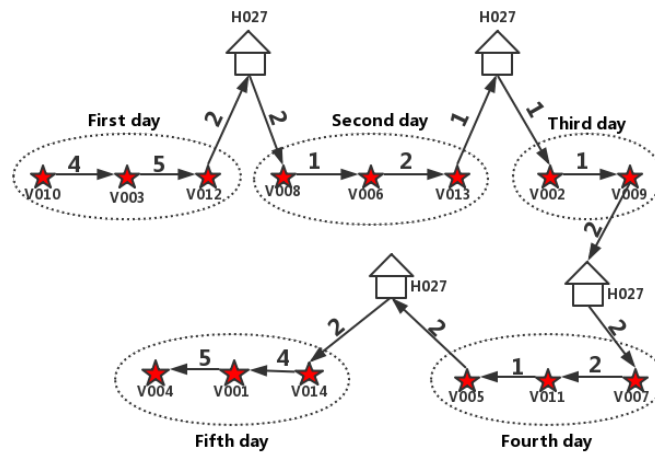 H027
H027
First day
Second day
Third day
4
5
2
2
1
2
1
1
1
V010
V003
V012
V008
V006
V013
V002
V009
2
H027
H027
2
2
2
5
4
1
2
V004
V001
V014
V005
V011
V007
Fifth day
Fourth day